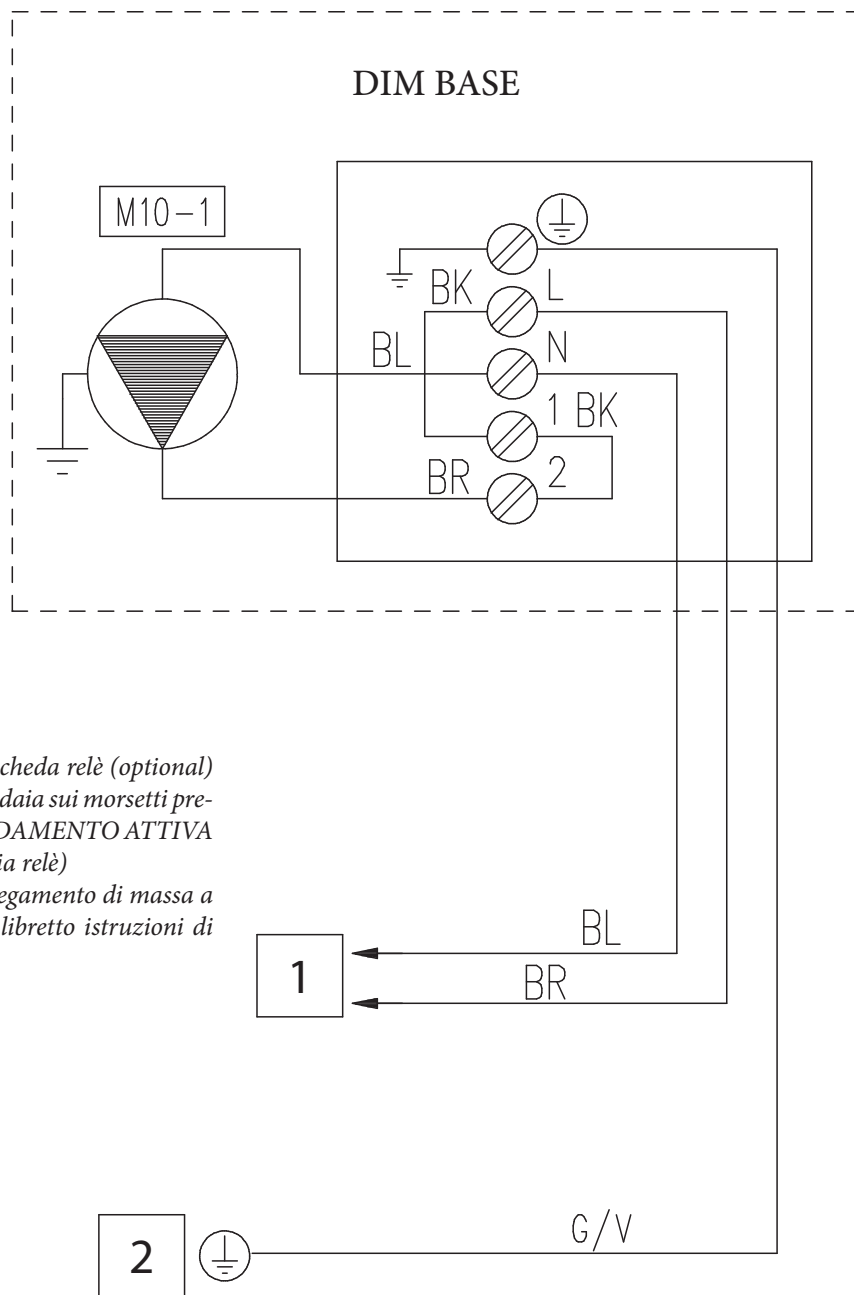 DIM BASE
M10-1
BK
L
BL
N
1 BK
BR
2
cheda relè (optional)
daia sui morsetti pre-
DAMENTO ATTIVA
ia relè)
egamento di massa a
libretto istruzioni di
BL
1
BR
G/V
2